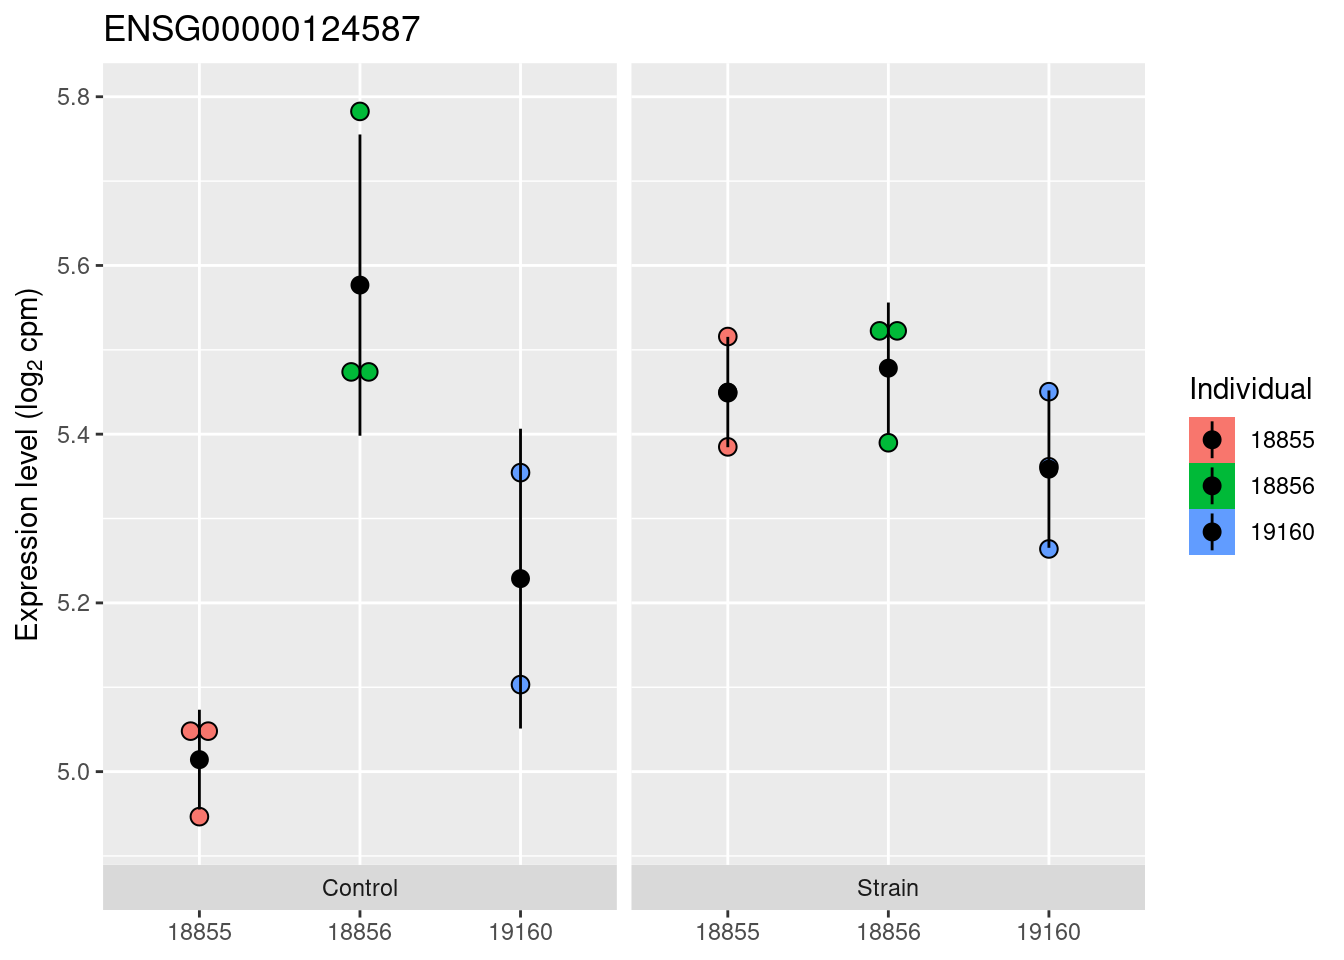 ENSG00000124587
Expression level (log₂ cpm)
5.8
5.6
5.4
5.2
5.0
Control
Strain
18855
18856
19160
18855
18856
19160
Individual
18855
18856
19160